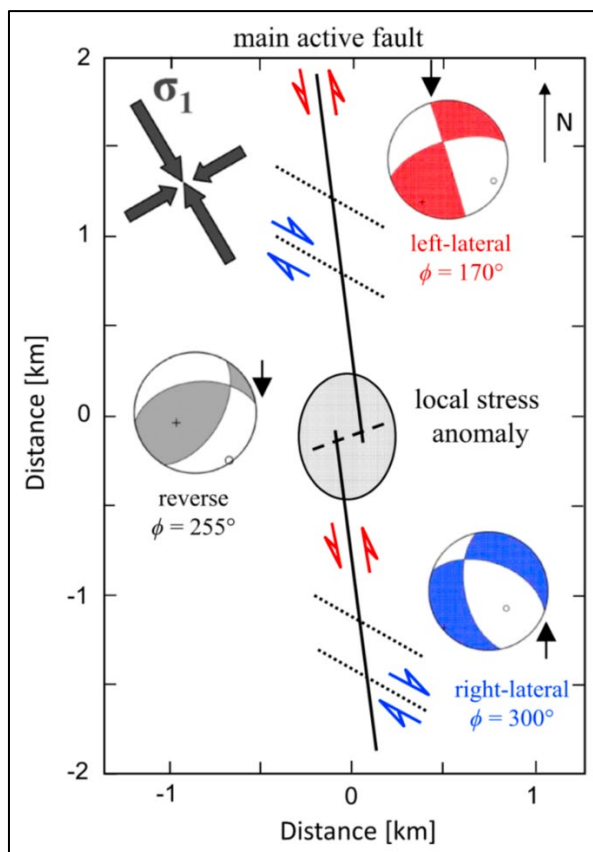 main active fault
2
1
0
-1
-2
Distance [km]
σ1
N
left-lateral
ϕ = 170°
local stress
anomaly
reverse
ϕ = 255°
right-lateral
ϕ = 300°
-1
0
1
Distance [km]